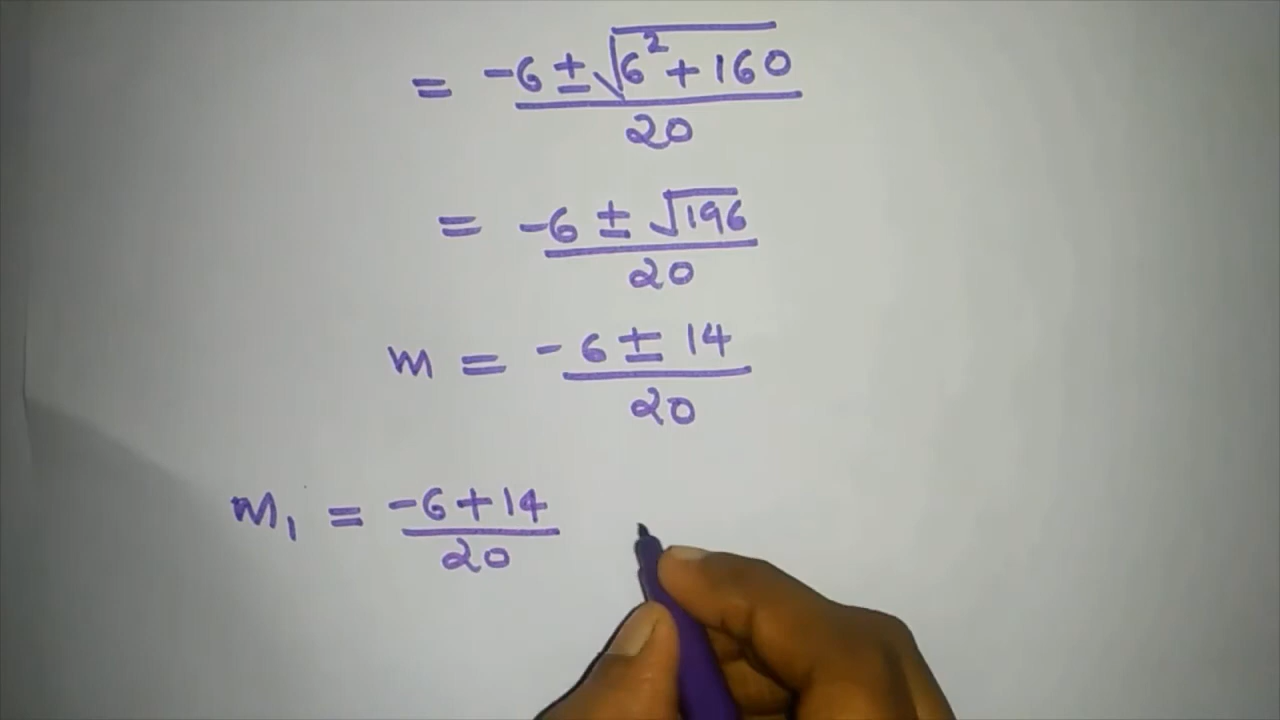 = (-6 ± √(6² + 160)) / 20
= (-6 ± √196) / 20
m = (-6 ± 14) / 20
m₁ = (-6 + 14) / 20